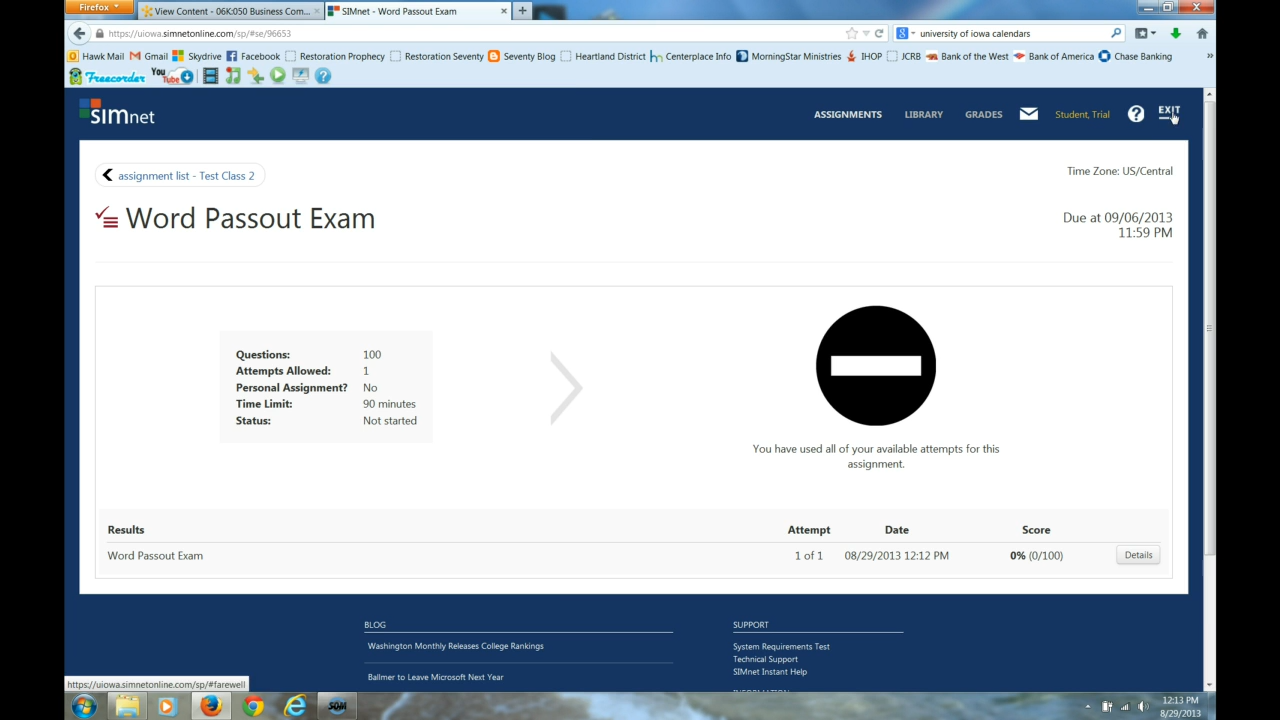 Firefox
View Content - 06K:050 Business Com...
SIMnet - Word Passout Exam
https://uiowa.simnetonline.com/sp/#se/96653
university of iowa calendars
Hawk Mail
Gmail
Skydrive
Facebook
Restoration Prophecy
Restoration Seventy
Seventy Blog
Heartland District
Centerplace Info
MorningStar Ministries
IHOP
JCRB
Bank of the West
Bank of America
Chase Banking
Freecorder
You Tube
SIMnet
ASSIGNMENTS
LIBRARY
GRADES
Student, Trial
EXIT
assignment list - Test Class 2
Time Zone: US/Central
Word Passout Exam
Due at 09/06/2013
11:59 PM
Questions: 100
Attempts Allowed: 1
Personal Assignment? No
Time Limit: 90 minutes
Status: Not started
You have used all of your available attempts for this
assignment.
Results Attempt Date Score
Word Passout Exam 1 of 1 08/29/2013 12:12 PM 0% (0/100) Details
BLOG
Washington Monthly Releases College Rankings
Ballmer to Leave Microsoft Next Year
SUPPORT
System Requirements Test
Technical Support
SIMnet Instant Help
INFORMATION
https://uiowa.simnetonline.com/sp/#farewell
SOM
12:13 PM
8/29/2013